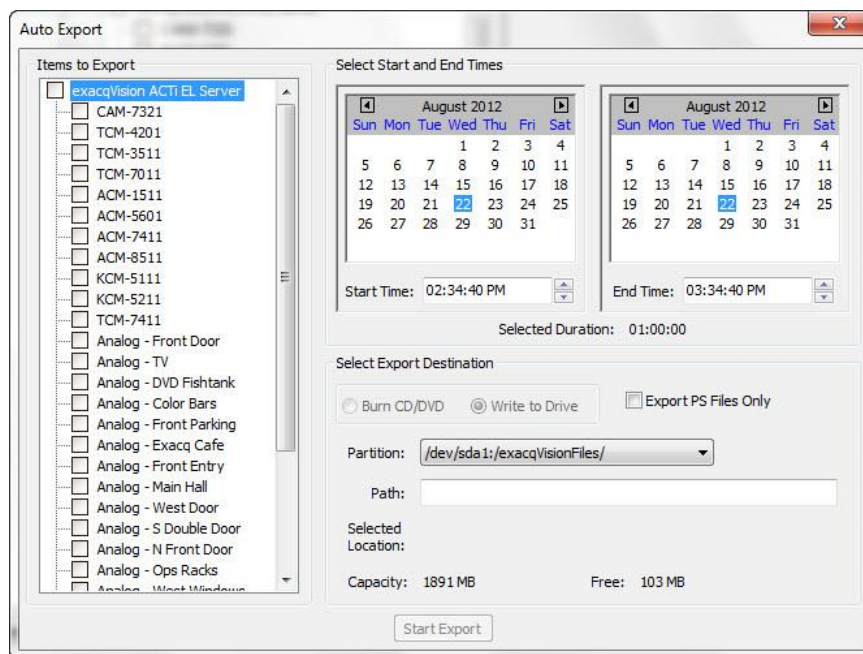 Auto Export
Items to Export
exacqVision ACTi EL Server
CAM-7321
TCM-4201
TCM-3511
TCM-7011
ACM-1511
ACM-5601
ACM-7411
ACM-8511
KCM-5111
KCM-5211
TCM-7411
Analog - Front Door
Analog - TV
Analog - DVD Fishtank
Analog - Color Bars
Analog - Front Parking
Analog - Exacq Cafe
Analog - Front Entry
Analog - Main Hall
Analog - West Door
Analog - S Double Door
Analog - N Front Door
Analog - Ops Racks
Analog - West Windows
Select Start and End Times
August 2012
Sun Mon Tue Wed Thu Fri Sat
1 2 3 4
5 6 7 8 9 10 11
12 13 14 15 16 17 18
19 20 21 22 23 24 25
26 27 28 29 30 31
Start Time: 02:34:40 PM
August 2012
Sun Mon Tue Wed Thu Fri Sat
1 2 3 4
5 6 7 8 9 10 11
12 13 14 15 16 17 18
19 20 21 22 23 24 25
26 27 28 29 30 31
End Time: 03:34:40 PM
Selected Duration: 01:00:00
Select Export Destination
Burn CD/DVD Write to Drive Export PS Files Only
Partition: /dev/sda1:/exacqVisionFiles/
Path:
Selected
Location:
Capacity: 1891 MB Free: 103 MB
Start Export